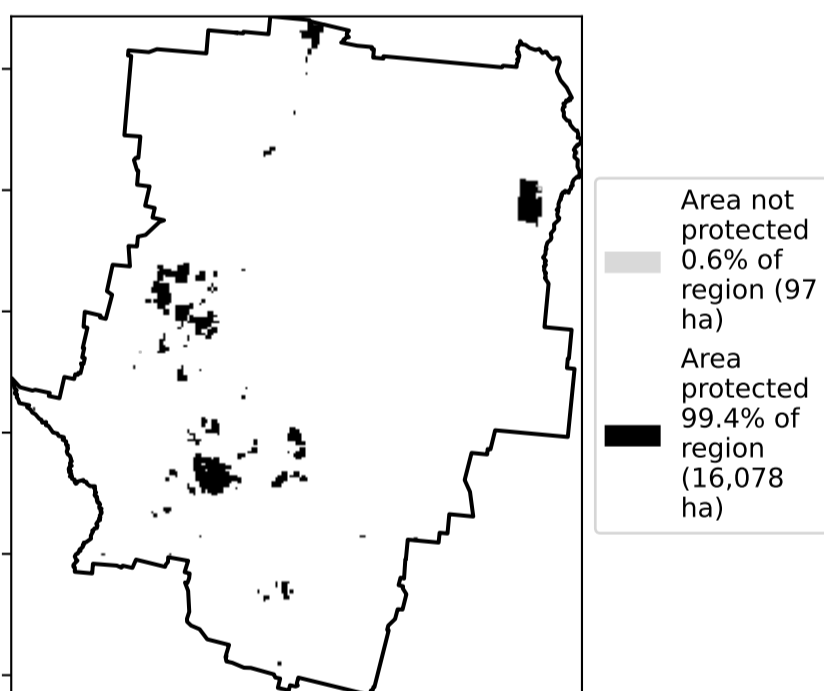 Area not
protected
0.6% of
region (97
ha)
Area
protected
99.4% of
region
(16,078
ha)